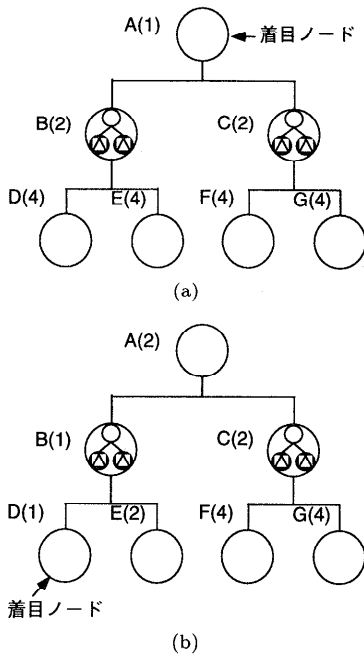 A(1)
着目ノード
B(2)
C(2)
D(4)
E(4)
F(4)
G(4)
(a)
A(2)
B(1)
C(2)
D(1)
E(2)
F(4)
G(4)
着目ノード
(b)